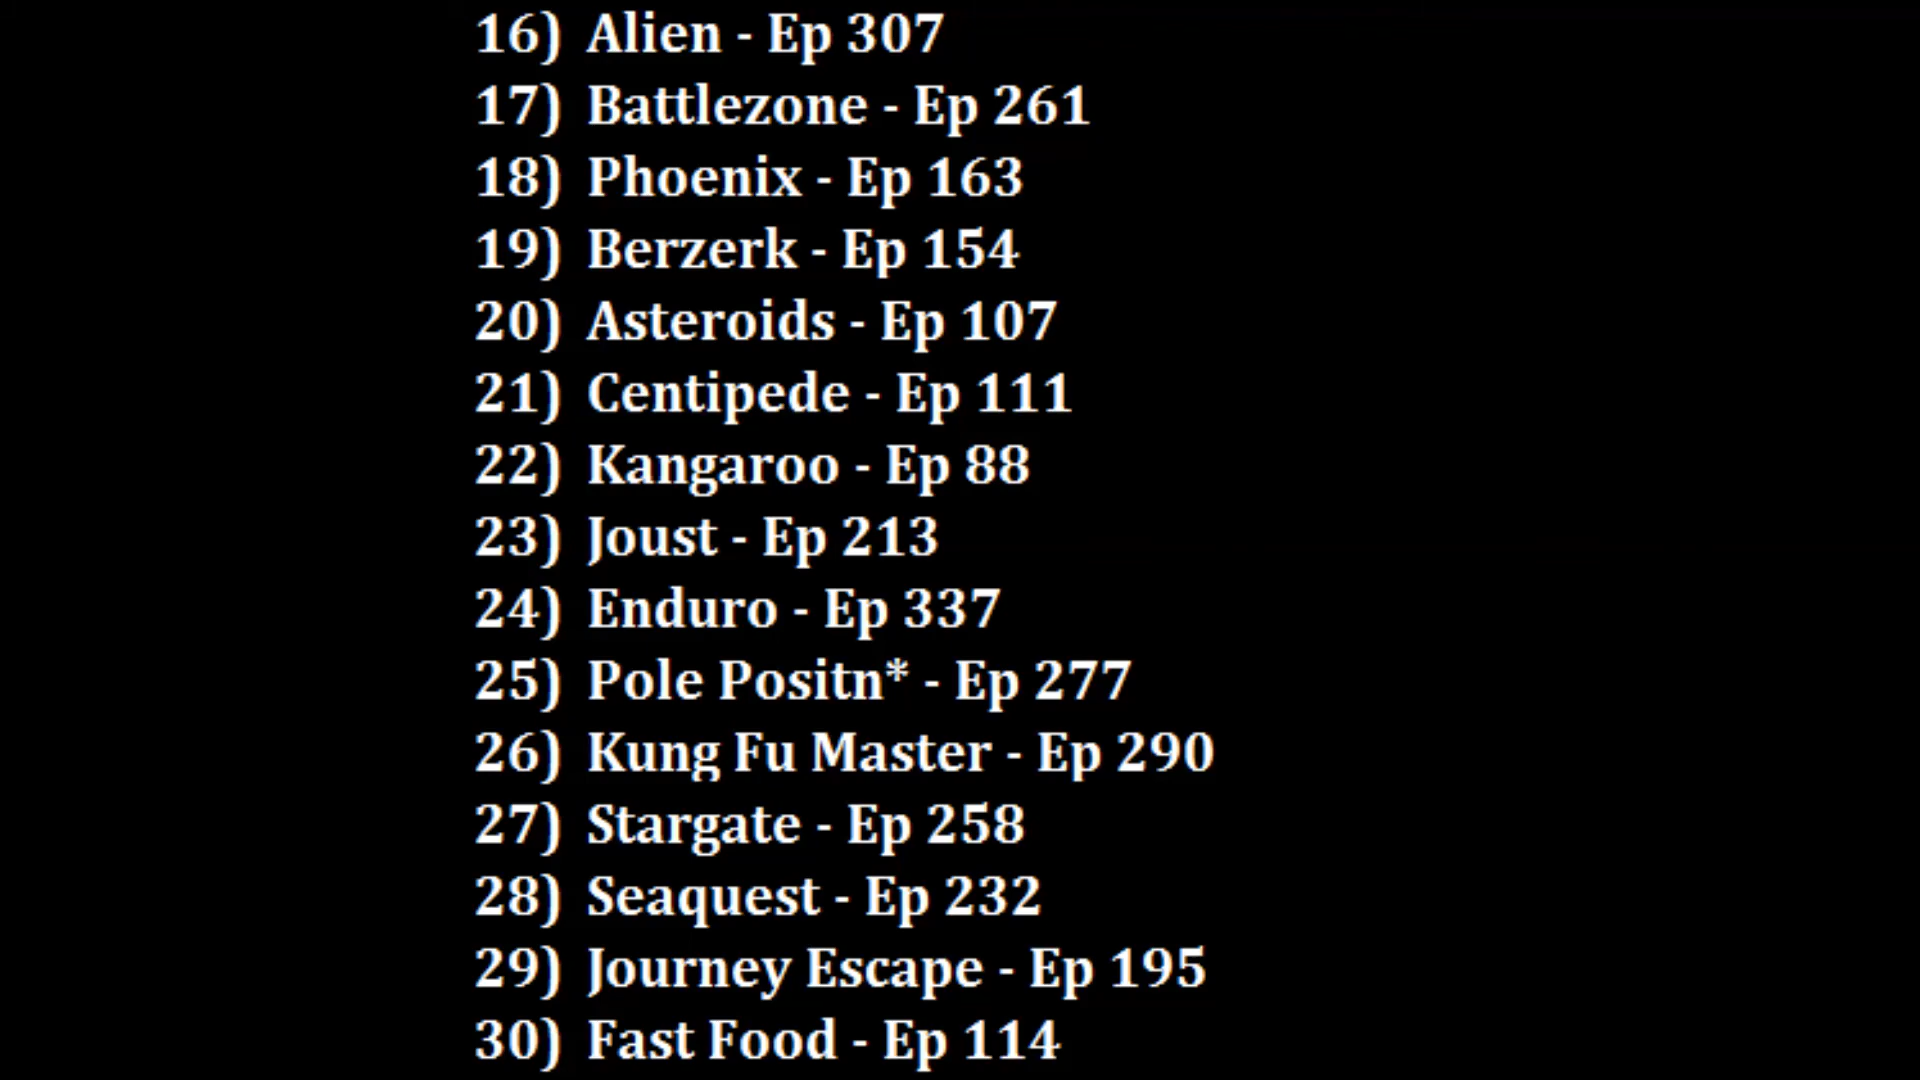 16) Alien - Ep 307
17) Battlezone - Ep 261
18) Phoenix - Ep 163
19) Berzerk - Ep 154
20) Asteroids - Ep 107
21) Centipede - Ep 111
22) Kangaroo - Ep 88
23) Joust - Ep 213
24) Enduro - Ep 337
25) Pole Positn* - Ep 277
26) Kung Fu Master - Ep 290
27) Stargate - Ep 258
28) Seaquest - Ep 232
29) Journey Escape - Ep 195
30) Fast Food - Ep 114